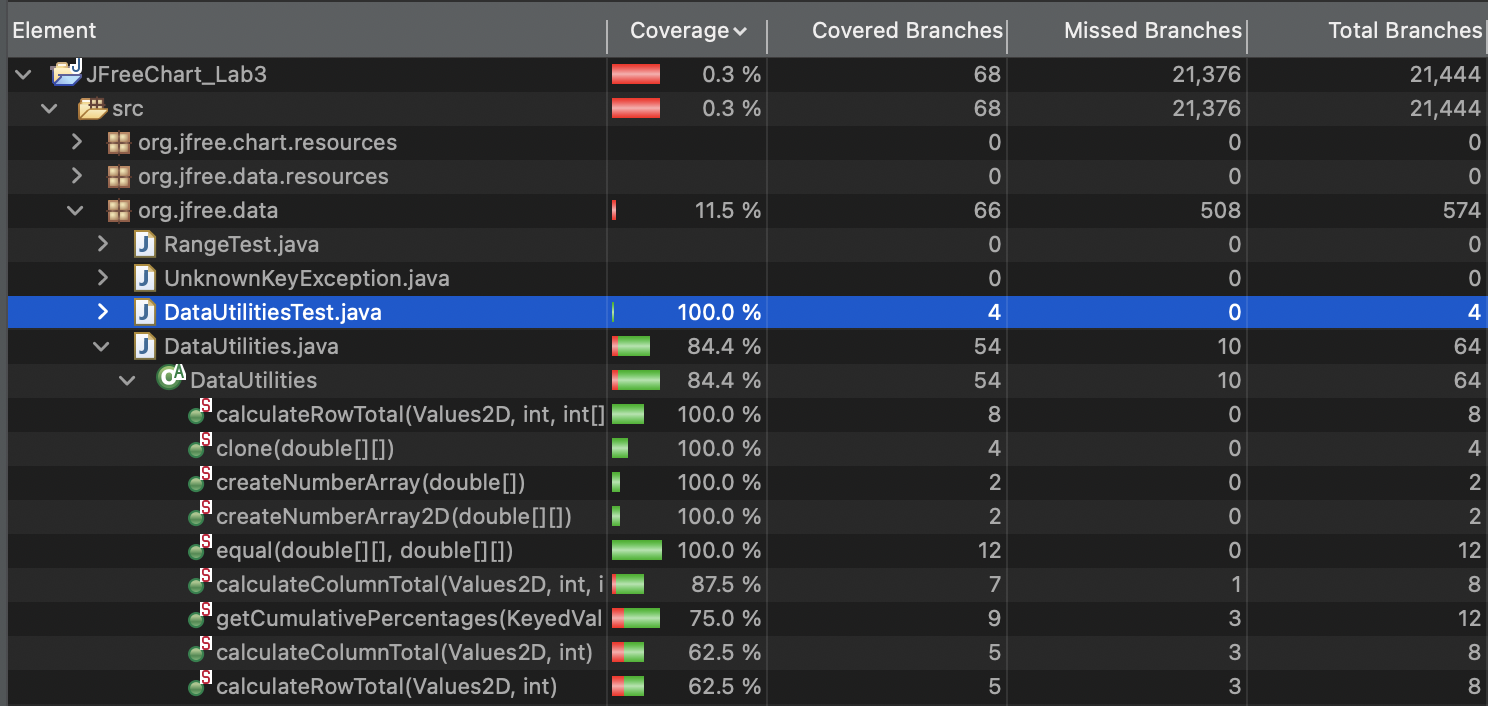 Element Coverage Covered Branches Missed Branches Total Branches
JFreeChart_Lab3 0.3 % 68 21,376 21,444
src 0.3 % 68 21,376 21,444
org.jfree.chart.resources 0 0 0
org.jfree.data.resources 0 0 0
org.jfree.data 11.5 % 66 508 574
RangeTest.java 0 0 0
UnknownKeyException.java 0 0 0
DataUtilitiesTest.java 100.0 % 4 0 4
DataUtilities.java 84.4 % 54 10 64
DataUtilities 84.4 % 54 10 64
calculateRowTotal(Values2D, int, int[] 100.0 % 8 0 8
clone(double[][]) 100.0 % 4 0 4
createNumberArray(double[]) 100.0 % 2 0 2
createNumberArray2D(double[][]) 100.0 % 2 0 2
equal(double[][], double[][]) 100.0 % 12 0 12
calculateColumnTotal(Values2D, int, i 87.5 % 7 1 8
getCumulativePercentages(KeyedVal 75.0 % 9 3 12
calculateColumnTotal(Values2D, int) 62.5 % 5 3 8
calculateRowTotal(Values2D, int) 62.5 % 5 3 8